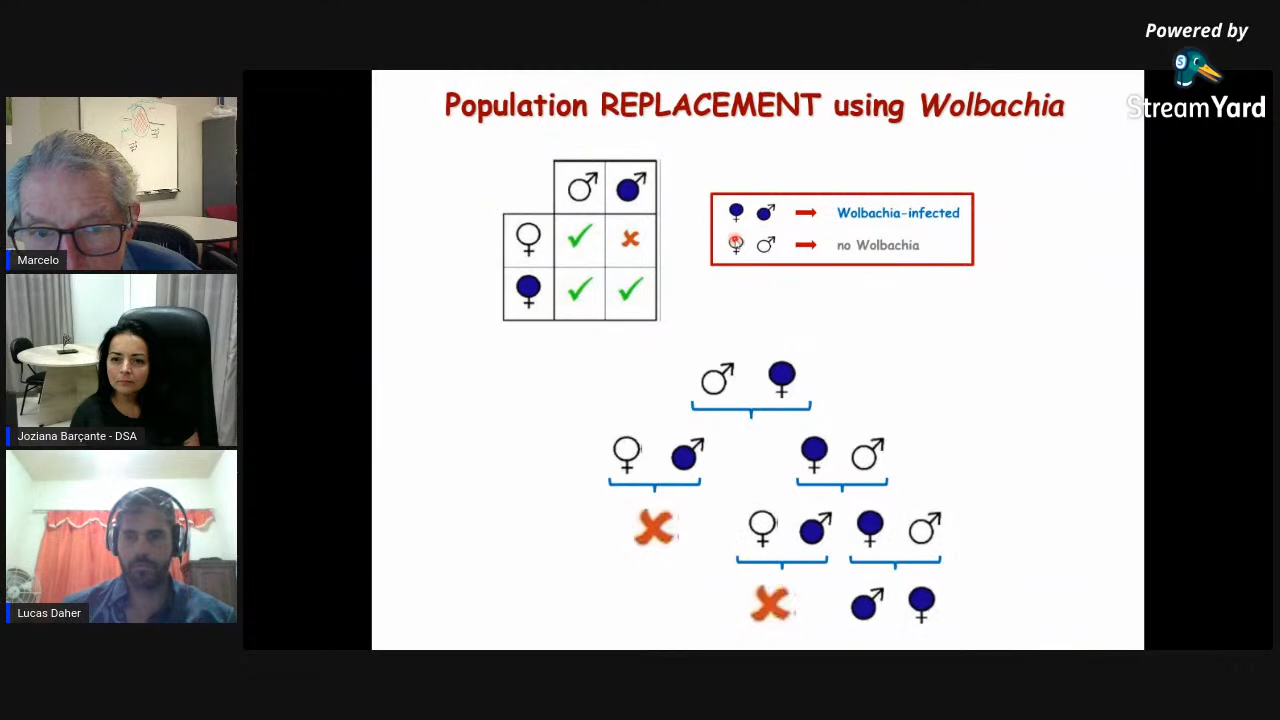 Powered by
StreamYard
Population REPLACEMENT using Wolbachia
Wolbachia-infected
no Wolbachia
Marcelo
Joziana Barçante - DSA
Lucas Daher